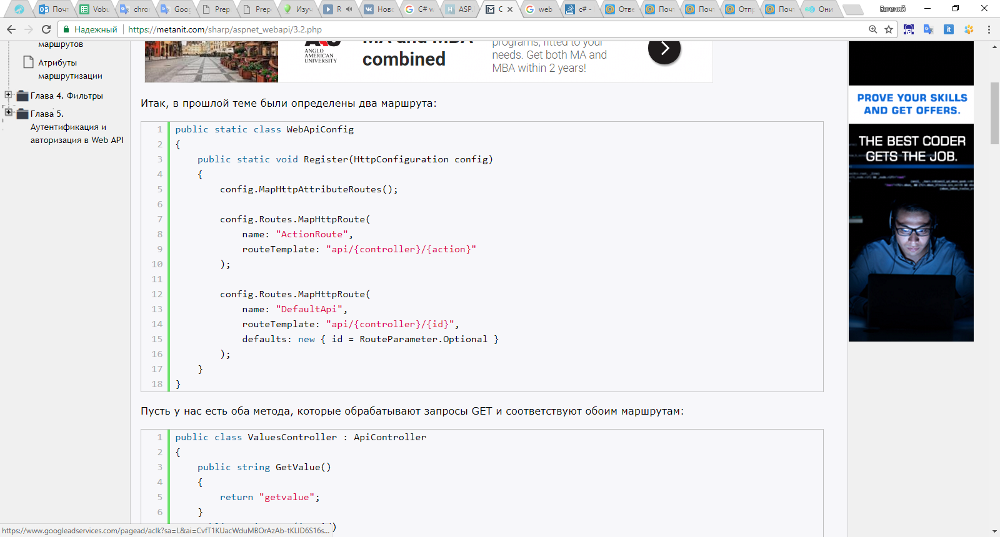 Почт
Vobu
chro
Goog
Prep
Prep
Изуч
R
Ново
C# w
ASP.
C
web
c# -
Отве
Почт
Почт
Отпр
Почт
Они
Евгений
Надежный
https://metanit.com/sharp/aspnet_webapi/3.2.php
маршрутов
Атрибуты
маршрутизации
Глава 4. Фильтры
Глава 5.
Аутентификация и
авторизация в Web API
ANGLO
AMERICAN
UNIVERSITY
MA and MBA
combined
programs, fitted to your
needs. Get both MA and
MBA within 2 years!
Итак, в прошлой теме были определены два маршрута:
1 public static class WebApiConfig
2 {
3     public static void Register(HttpConfiguration config)
4     {
5         config.MapHttpAttributeRoutes();
6
7         config.Routes.MapHttpRoute(
8             name: "ActionRoute",
9             routeTemplate: "api/{controller}/{action}"
10         );
11
12         config.Routes.MapHttpRoute(
13             name: "DefaultApi",
14             routeTemplate: "api/{controller}/{id}",
15             defaults: new { id = RouteParameter.Optional }
16         );
17     }
18 }
Пусть у нас есть оба метода, которые обрабатывают запросы GET и соответствуют обоим маршрутам:
1 public class ValuesController : ApiController
2 {
3     public string GetValue()
4     {
5         return "getvalue";
6     }
https://www.googleadservices.com/pagead/aclk?sa=L&ai=CvfT1KUacWduMBOrAzAb-tKLID6S16s...
PROVE YOUR SKILLS
AND GET OFFERS.
THE BEST CODER
GETS THE JOB.